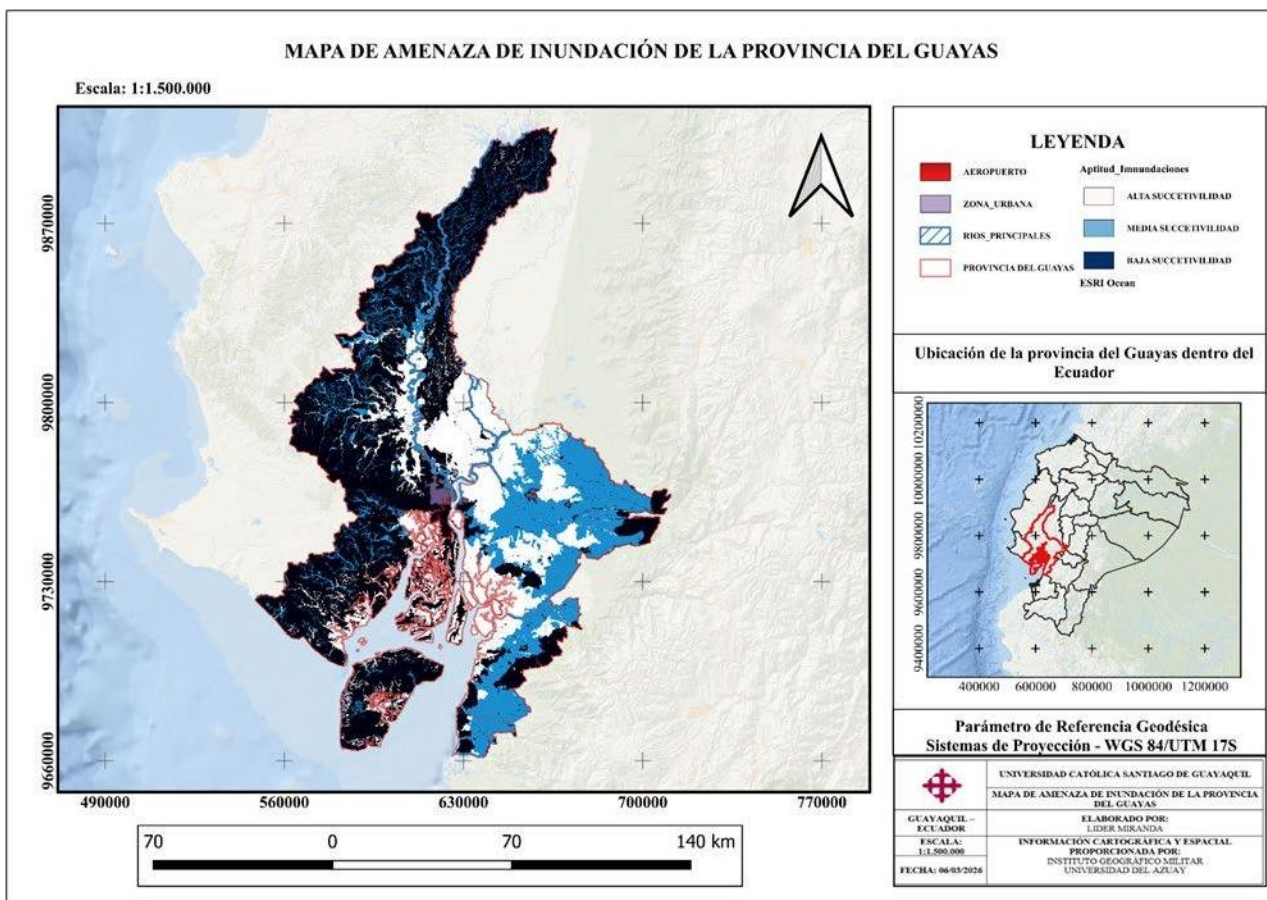 MAPA DE AMENAZA DE INUNDACIÓN DE LA PROVINCIA DEL GUAYAS
Escala: 1:1.500.000
9870000
9800000
9730000
9660000
490000
560000
630000
700000
770000
70
0
70
140 km
LEYENDA
AEROPUERTO
ZONA_URBANA
RIOS_PRINCIPALES
PROVINCIA DEL GUAYAS
Aptitud_Imnundaciones
ALTA SUCCETIVILIDAD
MEDIA SUCCETIVILIDAD
BAJA SUCCETIVILIDAD
ESRI Ocean
Ubicación de la provincia del Guayas dentro del
Ecuador
10200000
10000000
9800000
9600000
9400000
400000
600000
800000
1000000
1200000
Parámetro de Referencia Geodésica
Sistemas de Proyección - WGS 84/UTM 17S
UNIVERSIDAD CATÓLICA SANTIAGO DE GUAYAQUIL
MAPA DE AMENAZA DE INUNDACIÓN DE LA PROVINCIA
DEL GUAYAS
GUAYAQUIL –
ECUADOR
ELABORADO POR:
LIDER MIRANDA
ESCALA:
1:1.500.000
INFORMACIÓN CARTOGRÁFICA Y ESPACIAL
PROPORCIONADA POR:
INSTITUTO GEOGRÁFICO MILITAR
UNIVERSIDAD DEL AZUAY
FECHA: 06/03/2026